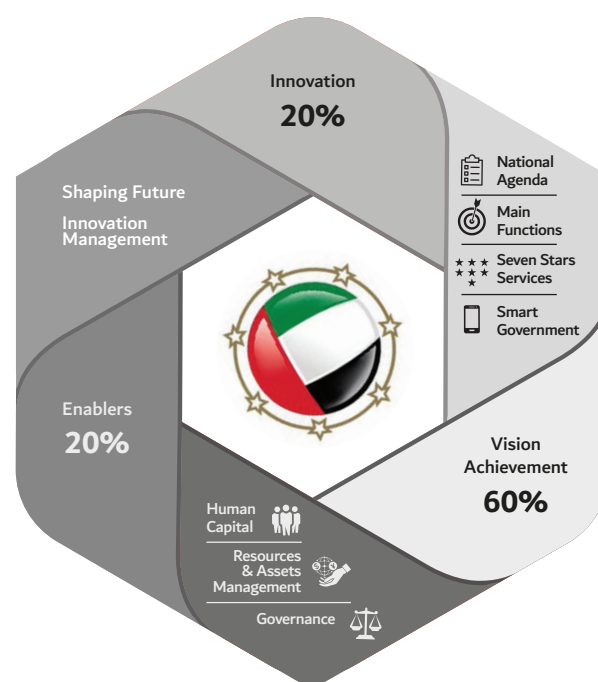 Innovation
20%
National
Agenda
Main
Functions
Seven Stars
Services
Smart
Government
Vision
Achievement
60%
Human
Capital
Resources
& Assets
Management
Governance
Enablers
20%
Shaping Future
Innovation
Management